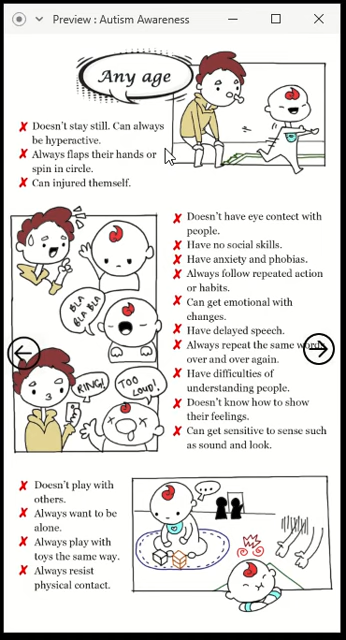 Preview : Autism Awareness
Any age
Doesn't stay still. Can always
be hyperactive.
Always flaps their hands or
spin in circle.
Can injured themself.
Doesn't have eye contect with
people.
Have no social skills.
Have anxiety and phobias.
Always follow repeated action
or habits.
Can get emotional with
changes.
Have delayed speech.
Always repeat the same words
over and over again.
Have difficulties of
understanding people.
Doesn't know how to show
their feelings.
Can get sensitive to sense such
as sound and look.
BLA
BLA BLA
RING!
TOO
LOUD!
Doesn't play with
others.
Always want to be
alone.
Always play with
toys the same way.
Always resist
physical contact.
...